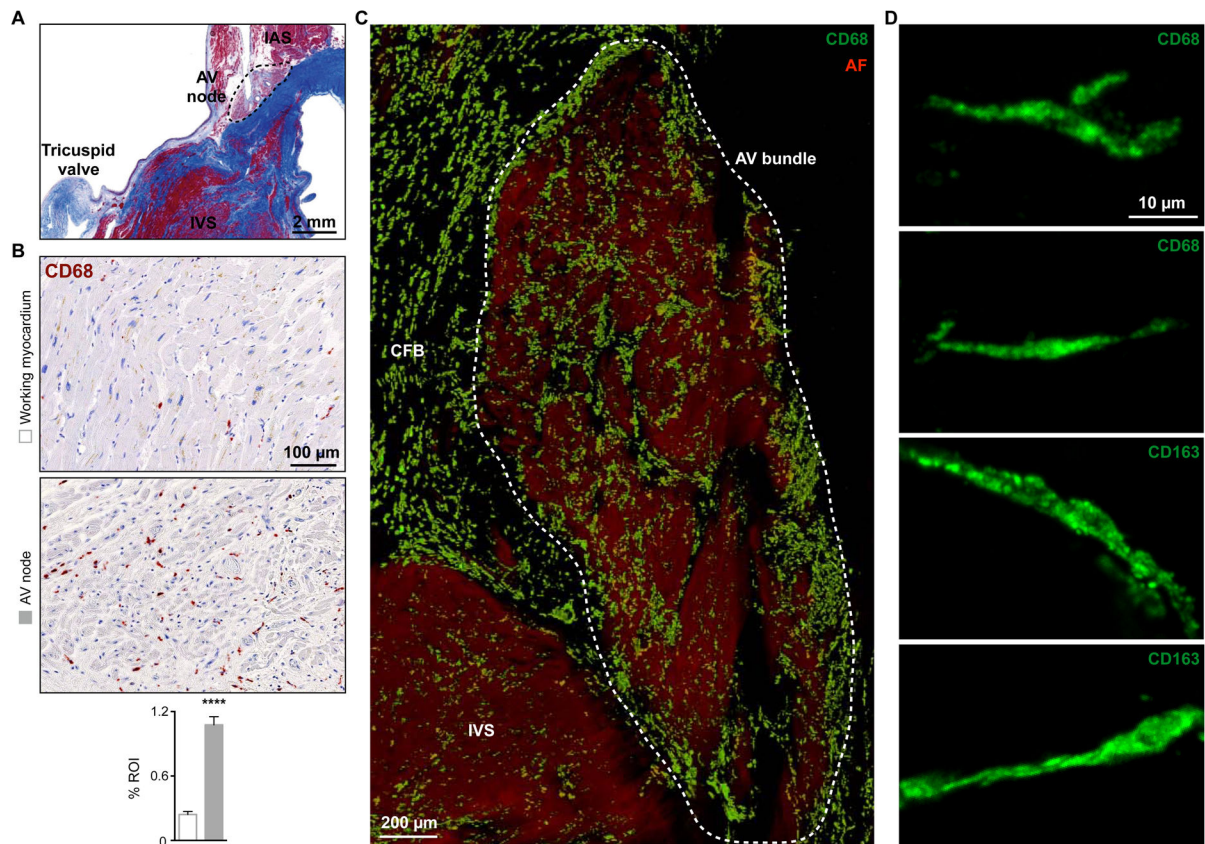 A
IAS
AV
node
Tricuspid
valve
IVS
2 mm
B
CD68
Working myocardium
100 µm
AV node
****
1.2
0.6
0
% ROI
C
CD68
AF
AV bundle
CFB
IVS
200 µm
D
CD68
10 µm
CD68
CD163
CD163